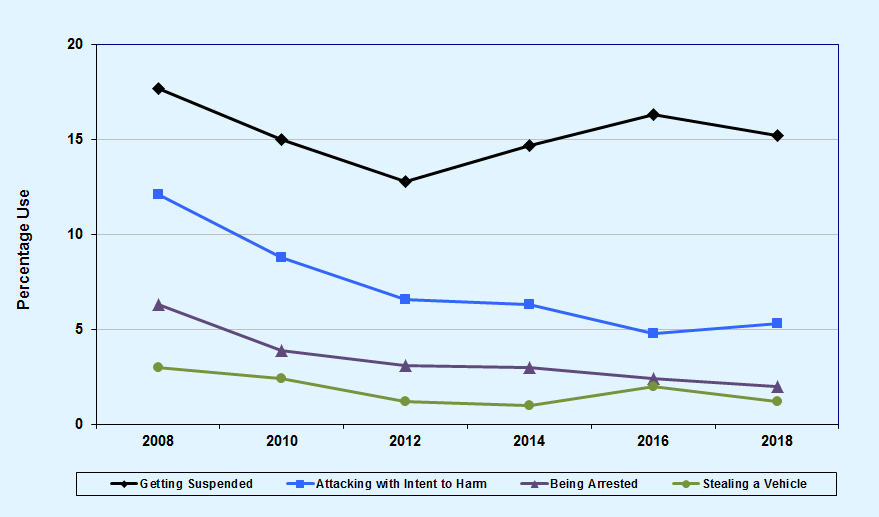 20
15
10
5
0
Percentage Use
2008 2010 2012 2014 2016 2018
Getting Suspended Attacking with Intent to Harm Being Arrested Stealing a Vehicle